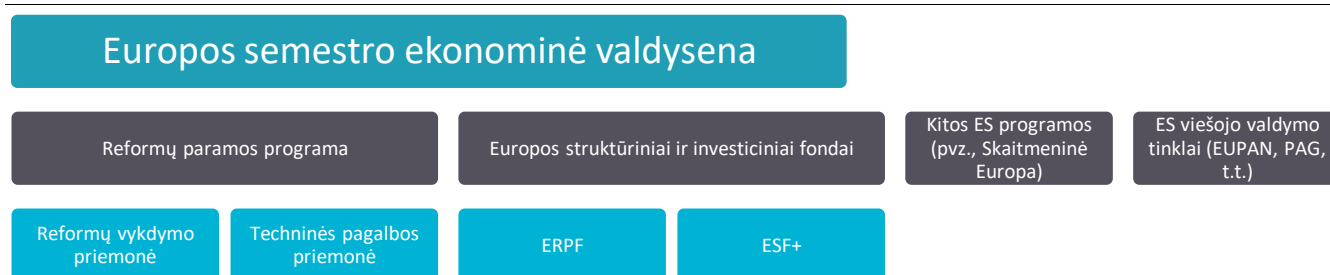 Europos semestro ekonominė valdysena
Reformų paramos programa
Europos struktūriniai ir investiciniai fondai
Kitos ES programos
(pvz., Skaitmeninė
Europa)
ES viešojo valdymo
tinklai (EUPAN, PAG,
t.t.)
Reformų vykdymo
priemonė
Techninės pagalbos
priemonė
ERPF
ESF+